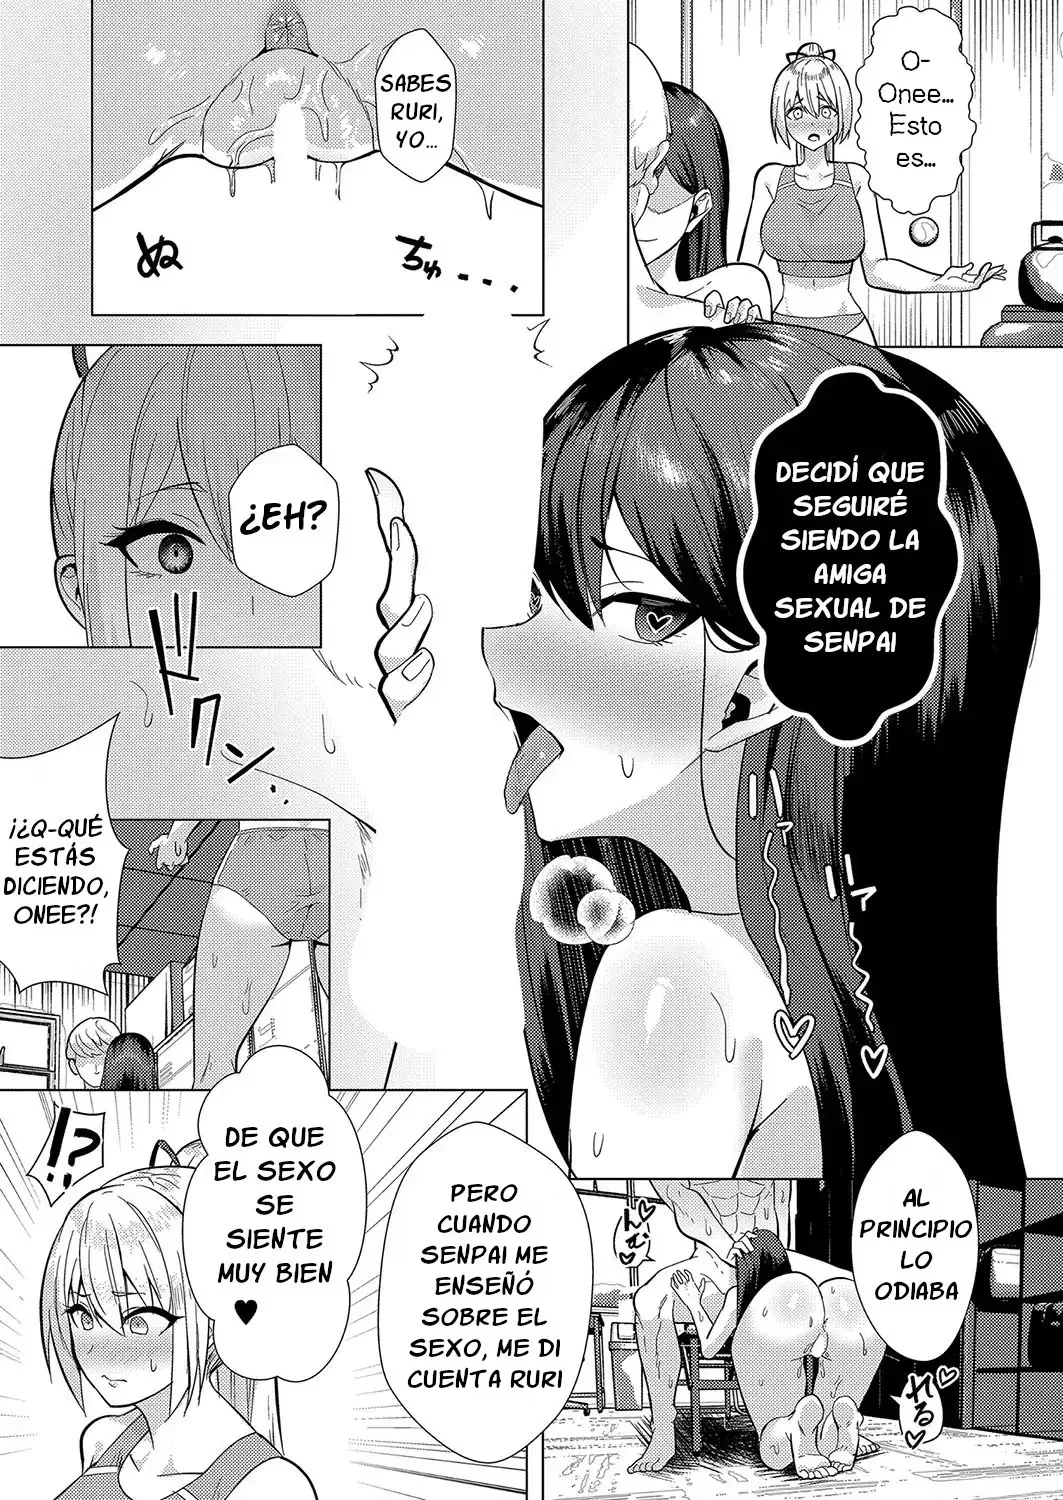 O-
Onee...
Esto
es...
SABES
RURI,
YO...
ぬ
ちゅ...
DECIDÍ QUE
SEGUIRÉ
SIENDO LA
AMIGA
SEXUAL DE
SENPAI
¿EH?
ドクン
¡¿Q-QUÉ
ESTÁS
DICIENDO,
ONEE?!
AL
PRINCIPIO
LO
ODIABA
れる
PERO
CUANDO
SENPAI ME
ENSEÑÓ
SOBRE EL
SEXO, ME DI
CUENTA RURI
DE QUE
EL SEXO
SE
SIENTE
MUY BIEN
♥
!?